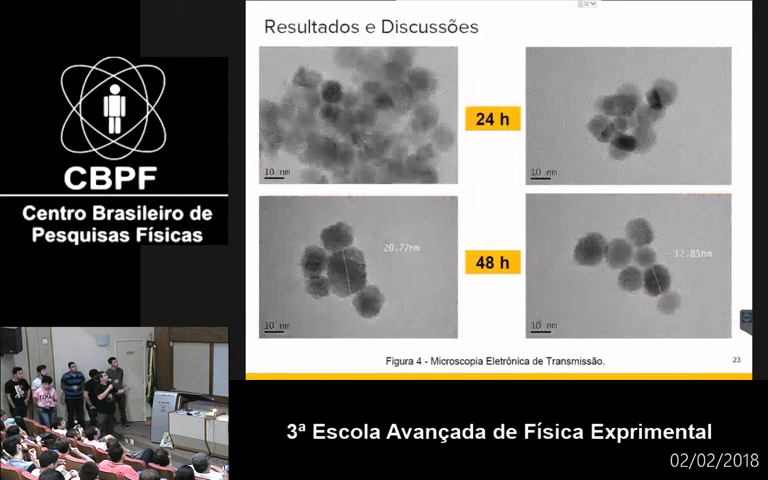 CBPF
Centro Brasileiro de
Pesquisas Físicas
Resultados e Discussões
10 nm
24 h
10 nm
20.72nm
10 nm
48 h
12.85nm
10 nm
Figura 4 - Microscopia Eletrônica de Transmissão.
23
3ª Escola Avançada de Física Exprimental
02/02/2018